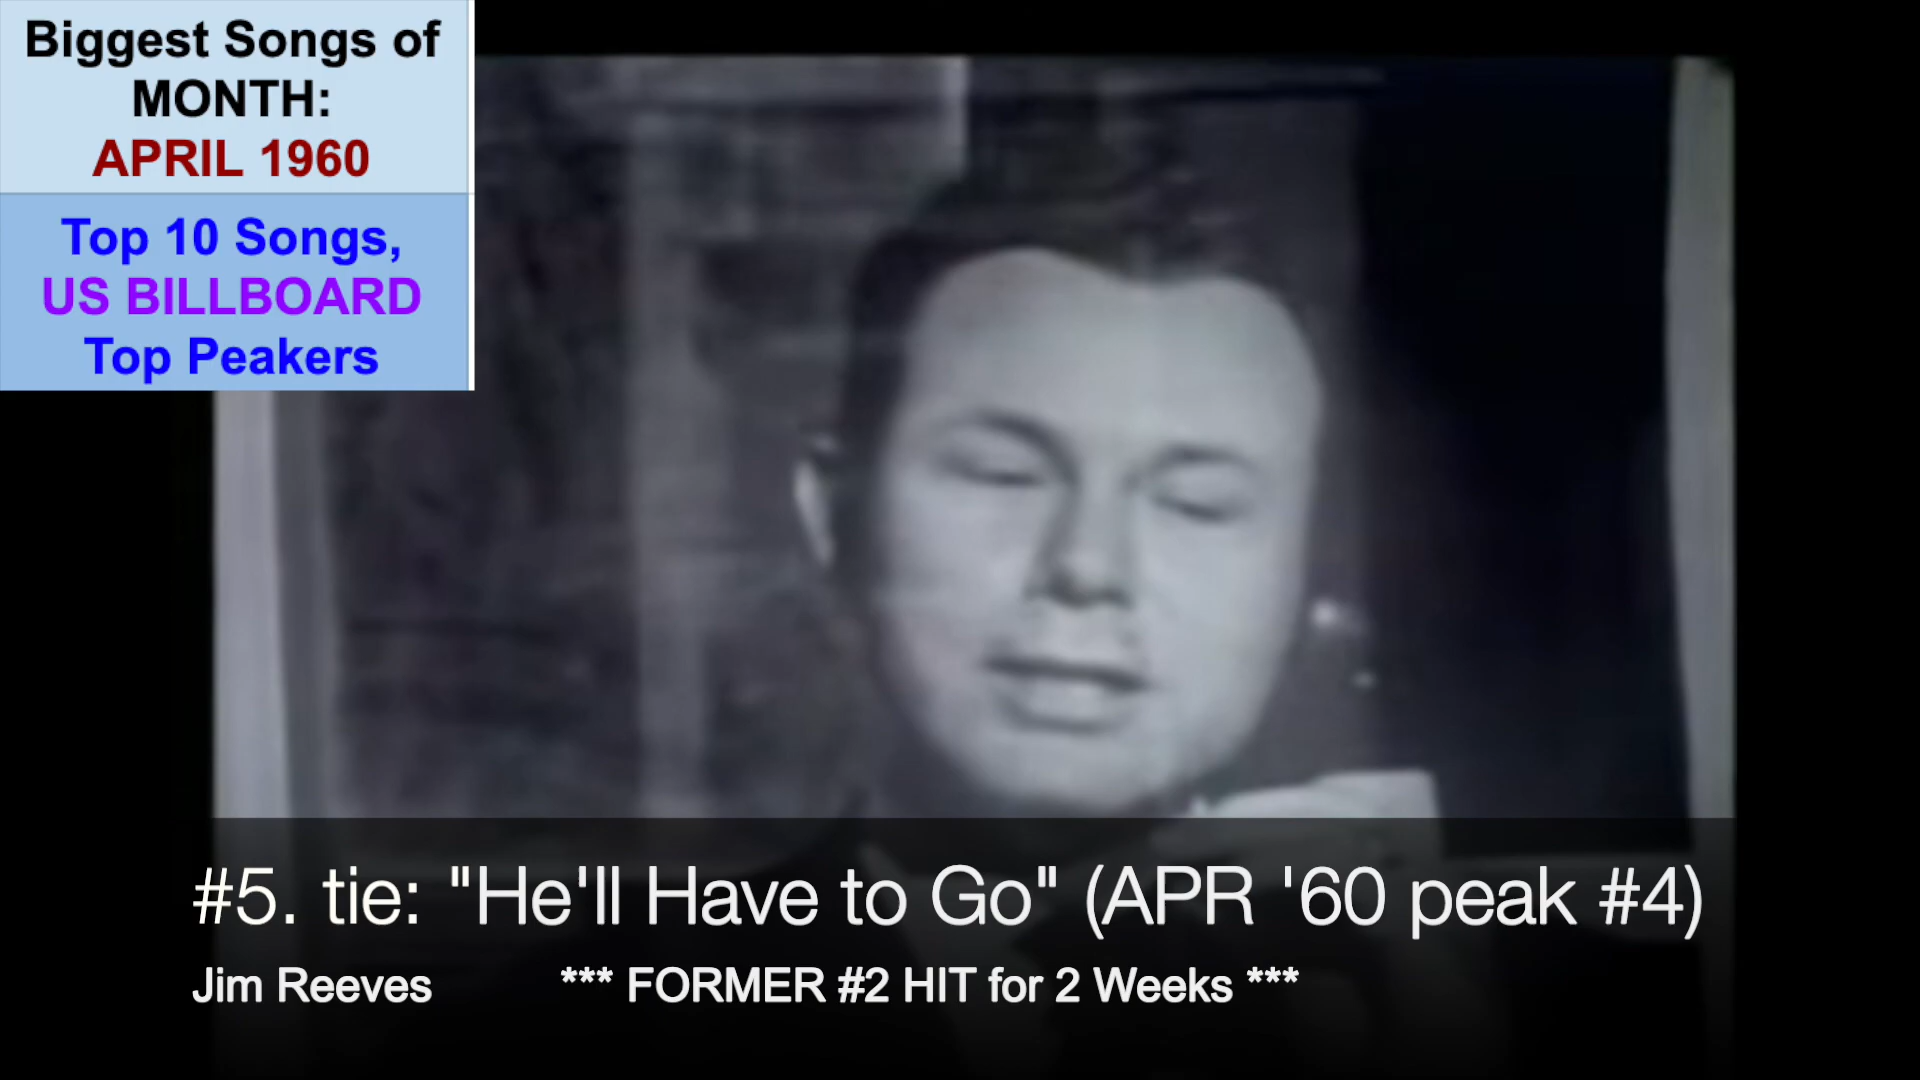 Biggest Songs of
MONTH:
APRIL 1960
Top 10 Songs,
US BILLBOARD
Top Peakers
#5. tie: "He'll Have to Go" (APR '60 peak #4)
Jim Reeves *** FORMER #2 HIT for 2 Weeks ***